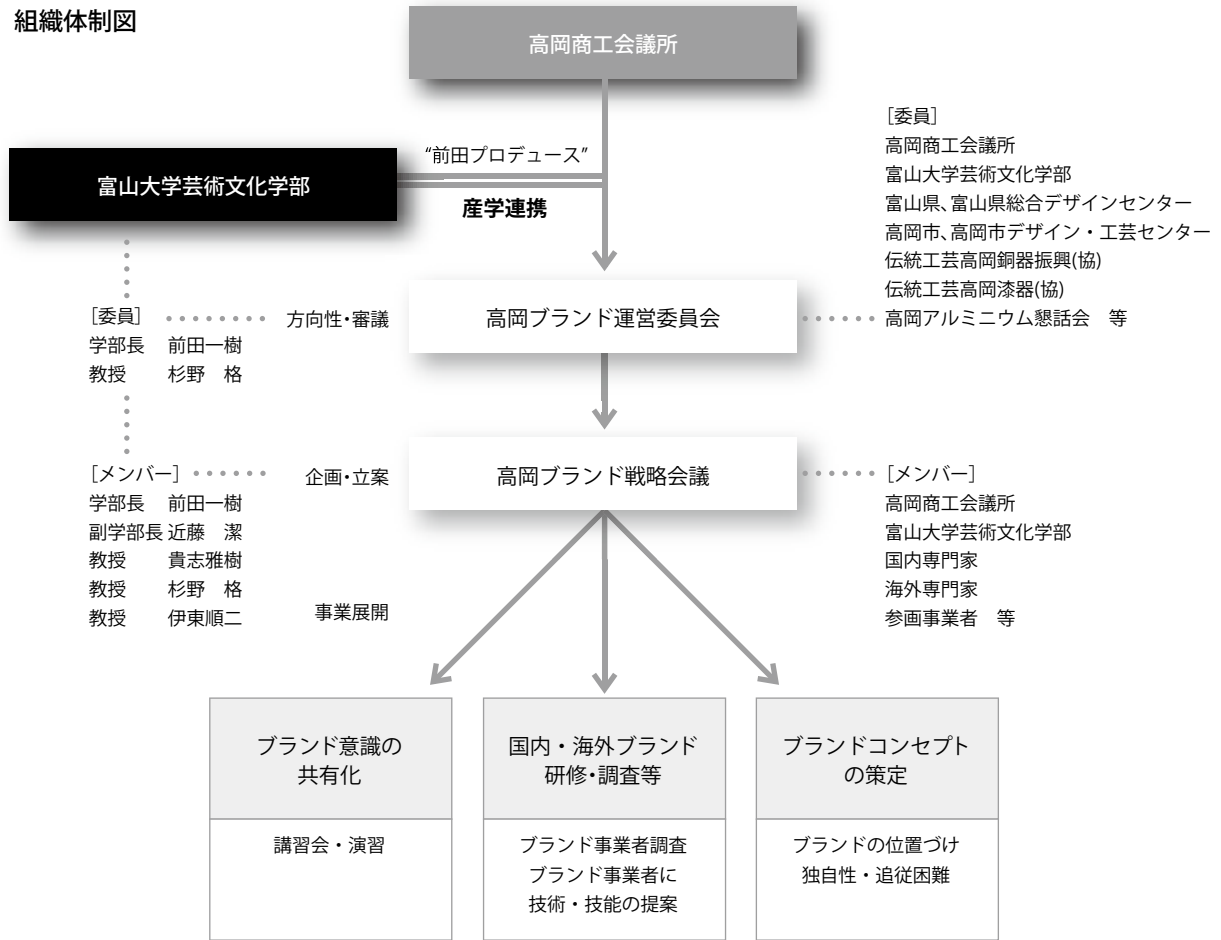 組織体制図
高岡商工会議所
“前田プロデュース”
富山大学芸術文化学部
産学連携
［委員］
高岡商工会議所
富山大学芸術文化学部
富山県、富山県総合デザインセンター
高岡市、高岡市デザイン・工芸センター
伝統工芸高岡銅器振興(協)
伝統工芸高岡漆器(協)
高岡アルミニウム懇話会　等
［委員］
学部長　前田一樹
教授　杉野　格
方向性・審議
高岡ブランド運営委員会
［メンバー］
学部長　前田一樹
副学部長 近藤　潔
教授　貴志雅樹
教授　杉野　格
教授　伊東順二
企画・立案
高岡ブランド戦略会議
［メンバー］
高岡商工会議所
富山大学芸術文化学部
国内専門家
海外専門家
参画事業者　等
事業展開
ブランド意識の
共有化
講習会・演習
国内・海外ブランド
研修・調査等
ブランド事業者調査
ブランド事業者に
技術・技能の提案
ブランドコンセプト
の策定
ブランドの位置づけ
独自性・追従困難